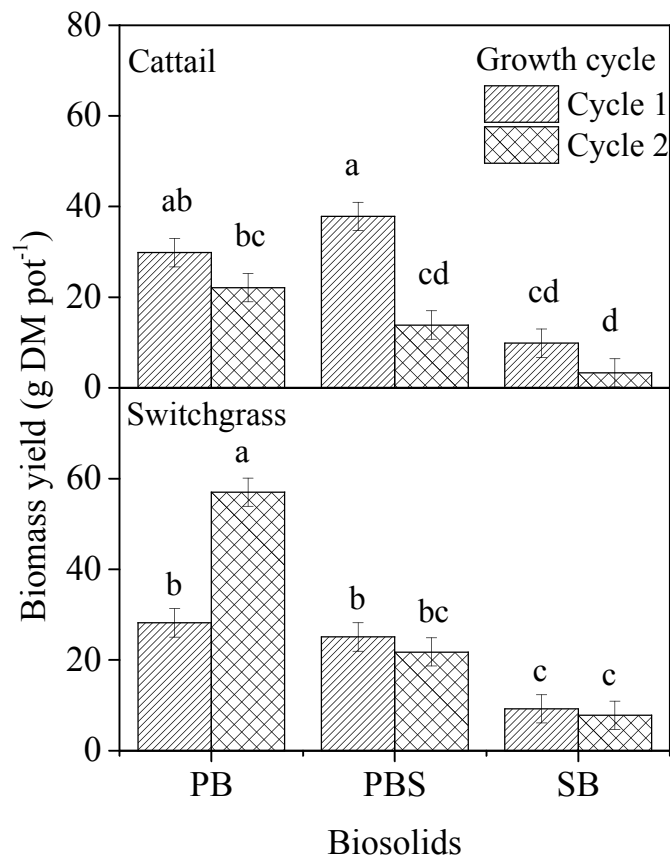 80
Cattail
Growth cycle
Cycle 1
Cycle 2
60
40
20
0
ab
bc
a
cd
cd
d
Biomass yield (g DM pot⁻¹)
Switchgrass
60
40
20
0
b
a
b
bc
c
c
PB PBS SB
Biosolids